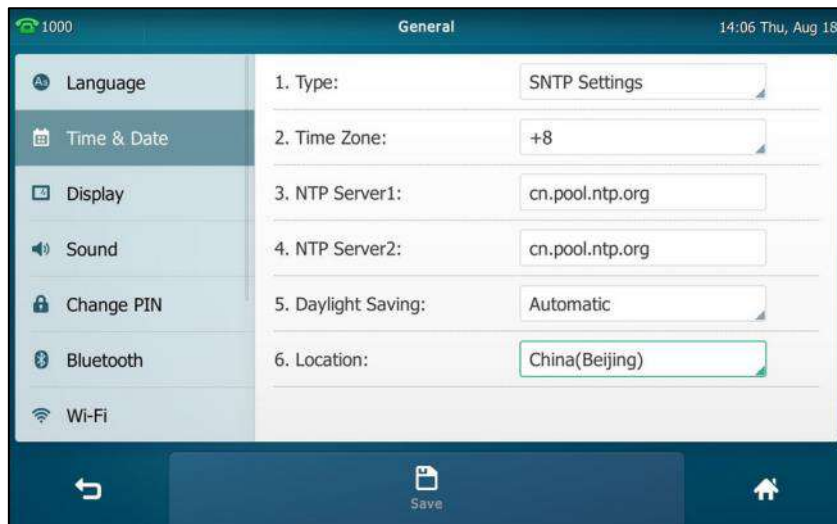 1000
General
14:06 Thu, Aug 18
Language
Time & Date
Display
Sound
Change PIN
Bluetooth
Wi-Fi
1. Type:
SNTP Settings
2. Time Zone:
+8
3. NTP Server1:
cn.pool.ntp.org
4. NTP Server2:
cn.pool.ntp.org
5. Daylight Saving:
Automatic
6. Location:
China(Beijing)
Save